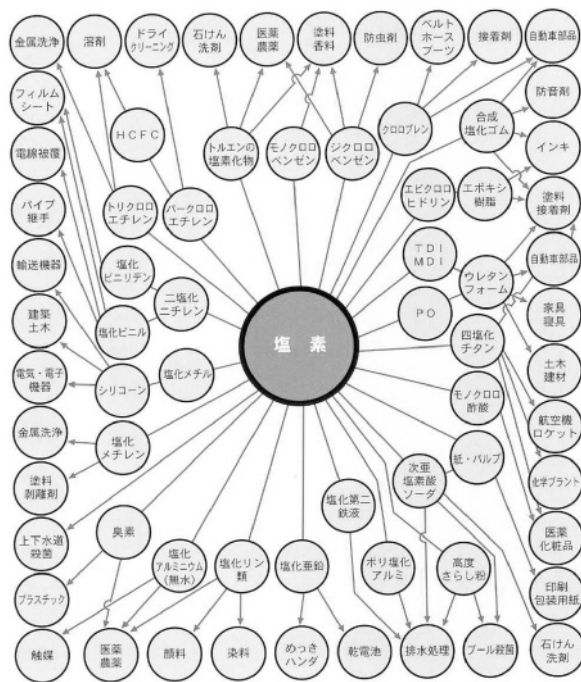 金属洗浄
溶剤
ドライ
クリーニング
石けん
洗剤
医薬
農薬
塗料
香料
防虫剤
ベルト
ホース
ブーツ
接着剤
自動車部品
フィルム
シート
HCFC
トルエンの
塩素化物
モノクロロ
ベンゼン
ジクロロ
ベンゼン
クロロプレン
合成
塩化ゴム
防音剤
電線被覆
インキ
パイプ
継手
トリクロロ
エチレン
パークロロ
エチレン
エピクロロ
ヒドリン
エポキシ
樹脂
塗料
接着剤
輸送機器
塩化
ビニリデン
TDI
MDI
ウレタン
フォーム
自動車部品
建築
土木
塩化ビニル
二塩化
ニチレン
塩素
PO
四塩化
チタン
家具
寝具
電気・電子
機器
シリコーン
塩化メチル
モノクロロ
酢酸
土木
建材
金属洗浄
塩化
メチレン
紙・パルプ
航空機
ロケット
塗料
剥離剤
塩化第二
鉄液
次亜
塩素酸
ソーダ
化学プラント
上下水道
殺菌
臭素
医薬
化粧品
プラスチック
塩化
アルミニウム
(無水)
塩化リン
類
塩化亜鉛
ポリ塩化
アルミ
高度
さらし粉
印刷
包装用紙
触媒
医薬
農薬
顔料
染料
めっき
ハンダ
乾電池
排水処理
プール殺菌
石けん
洗剤